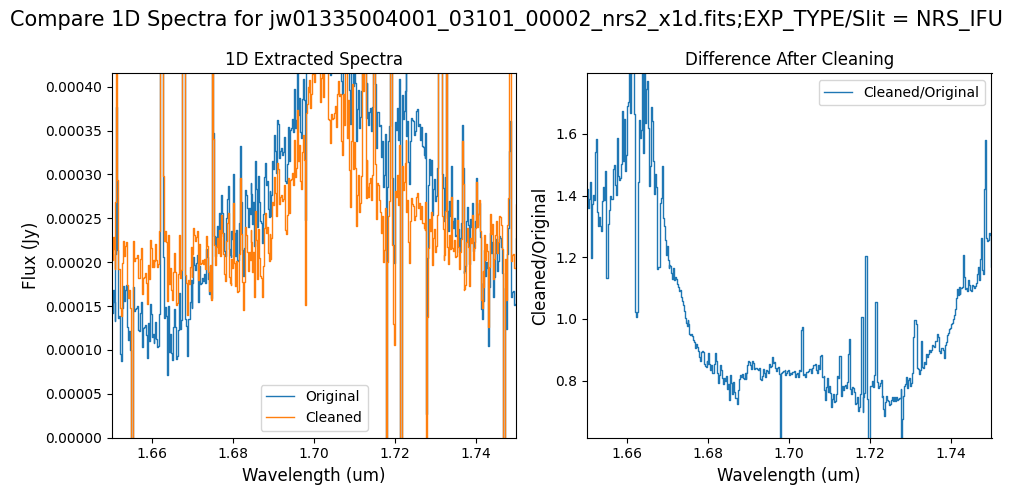 Compare 1D Spectra for jw01335004001_03101_00002_nrs2_x1d.fits;EXP_TYPE/Slit = NRS_IFU
1D Extracted Spectra
Flux (Jy)
0.00040
0.00035
0.00030
0.00025
0.00020
0.00015
0.00010
0.00005
0.00000
Original
Cleaned
1.66 1.68 1.70 1.72 1.74
Wavelength (um)
Difference After Cleaning
Cleaned/Original
Cleaned/Original
1.6
1.4
1.2
1.0
0.8
1.66 1.68 1.70 1.72 1.74
Wavelength (um)